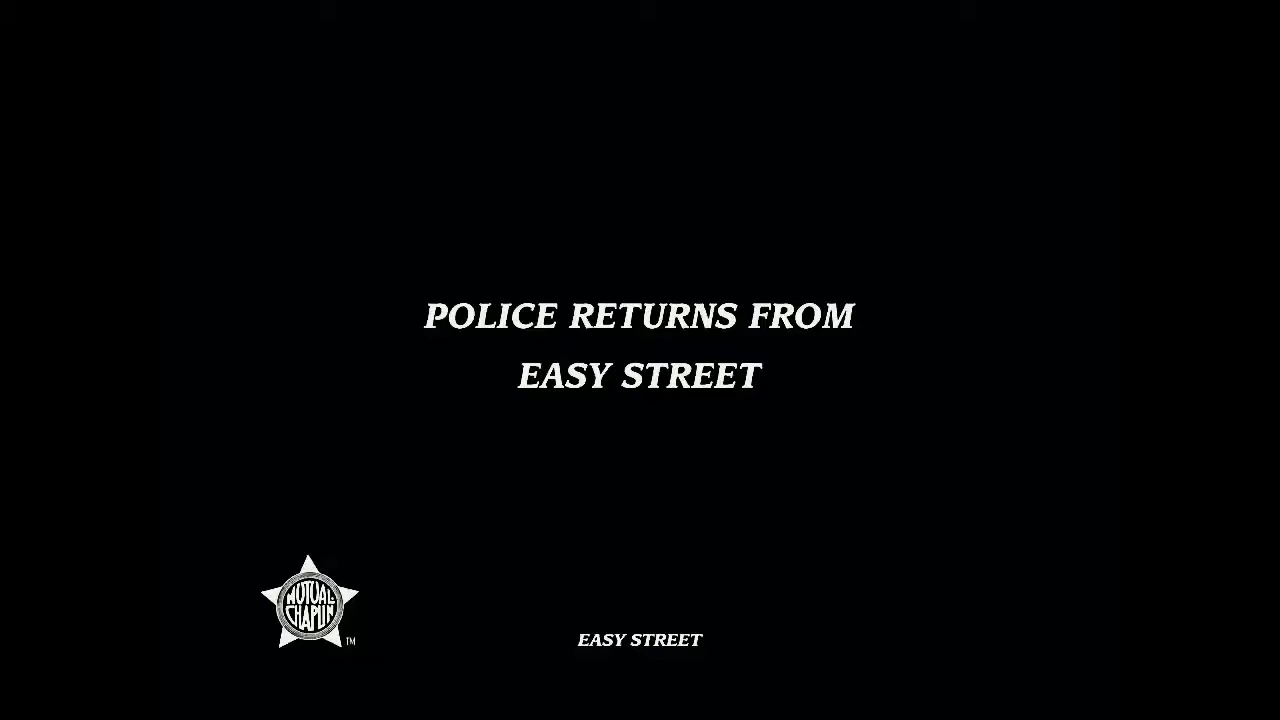 POLICE RETURNS FROM
EASY STREET
MUTUAL-
CHAPLIN
TM
EASY STREET